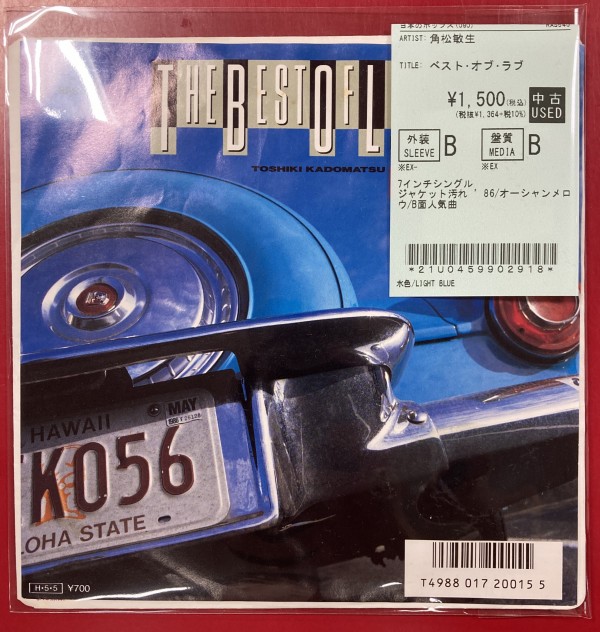 日本のポップス(J90)
ARTIST: 角松敏生
TITLE: ベスト・オブ・ラブ
¥1,500(税込)
(税抜¥1,364+税10%)
中古
USED
外装
SLEEVE B
※EX-
盤質
MEDIA B
※EX
7インチシングル
ジャケット汚れ ' 86/オーシャンメロ
ウ/B面人気曲
*21U0459902918*
水色/LIGHT BLUE
THE BEST OF L
TOSHIKI KADOMATSU
HAWAII
MAY
K056
LOHA STATE
H・5・5 ¥700
T4988 017 20015 5